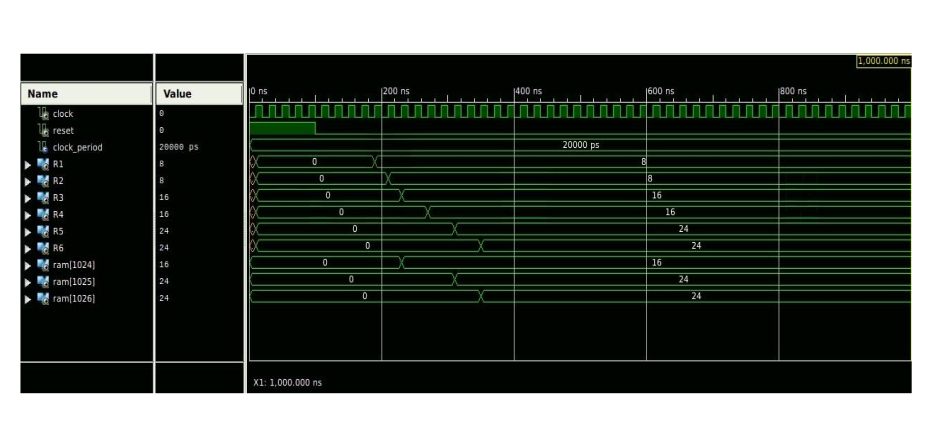 1,000.000 ns
Name Value 0 ns 200 ns 400 ns 600 ns 800 ns
clock 0
reset 0
clock_period 20000 ps 20000 ps
R1 8 0 8
R2 8 0 8
R3 16 0 16
R4 16 0 16
R5 24 0 24
R6 24 0 24
ram[1024] 16 0 16
ram[1025] 24 0 24
ram[1026] 24 0 24
X1: 1,000.000 ns